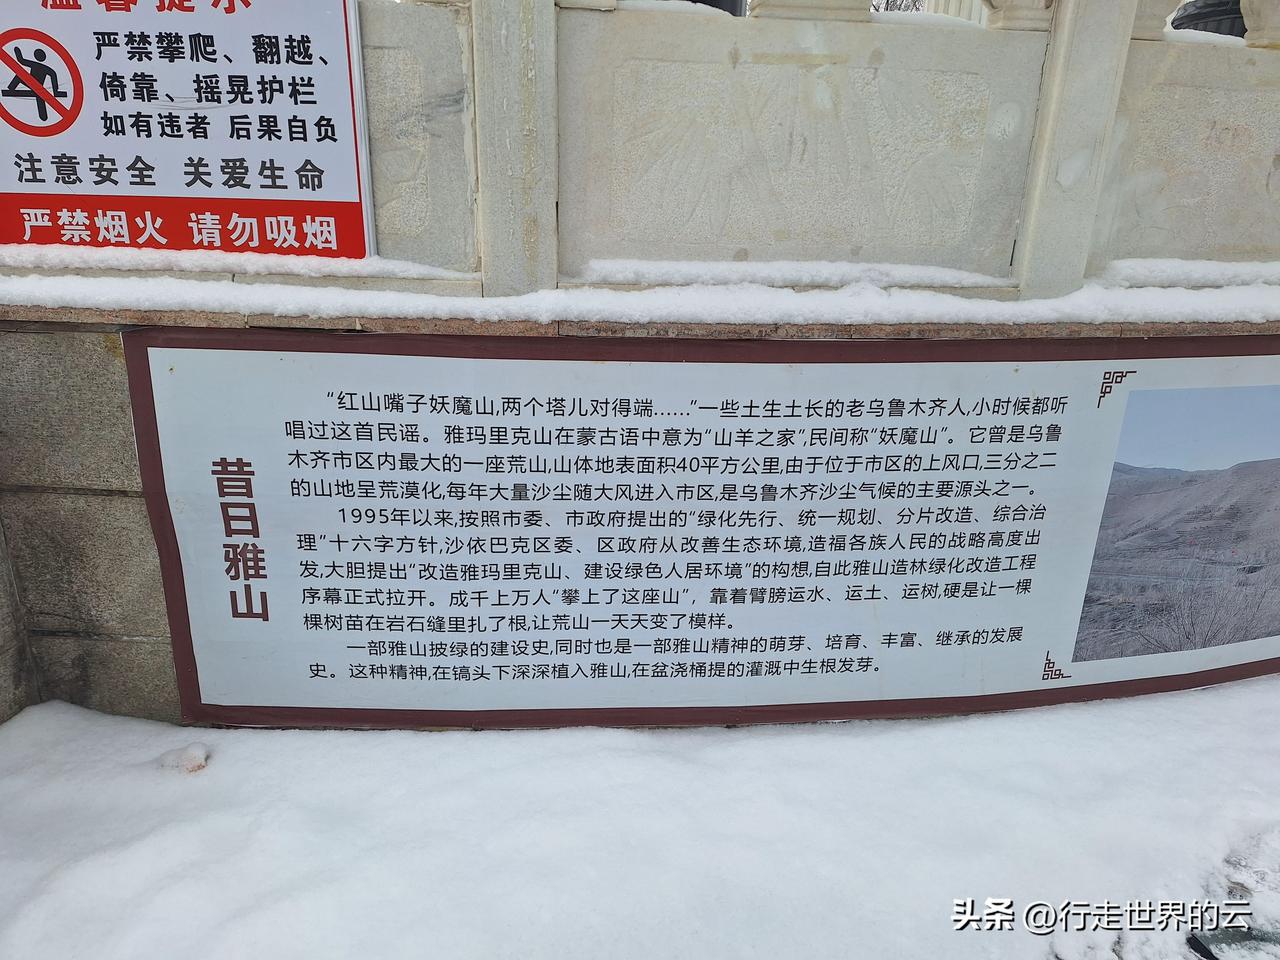 温馨提示
严禁攀爬、翻越、
倚靠、摇晃护栏
如有违者 后果自负
注意安全 关爱生命
严禁烟火 请勿吸烟
昔日雅山
“红山嘴子妖魔山,两个塔儿对得端……”一些土生土长的老乌鲁木齐人,小时候都听
唱过这首民谣。雅玛里克山在蒙古语中意为“山羊之家”,民间称“妖魔山”。它曾是乌鲁
木齐市区内最大的一座荒山,山体地表面积40平方公里,由于位于市区的上风口,三分之二
的山地呈荒漠化,每年大量沙尘随大风进入市区,是乌鲁木齐沙尘气候的主要源头之一。
1995年以来,按照市委、市政府提出的“绿化先行、统一规划、分片改造、综合治
理”十六字方针,沙依巴克区委、区政府从改善生态环境,造福各族人民的战略高度出
发,大胆提出“改造雅玛里克山、建设绿色人居环境”的构想,自此雅山造林绿化改造工程
序幕正式拉开。成千上万人“攀上了这座山”，靠着臂膀运水、运土、运树,硬是让一棵
棵树苗在岩石缝里扎了根,让荒山一天天变了模样。
一部雅山披绿的建设史,同时也是一部雅山精神的萌芽、培育、丰富、继承的发展
史。这种精神,在镐头下深深植入雅山,在盆浇桶提的灌溉中生根发芽。
头条 @行走世界的云